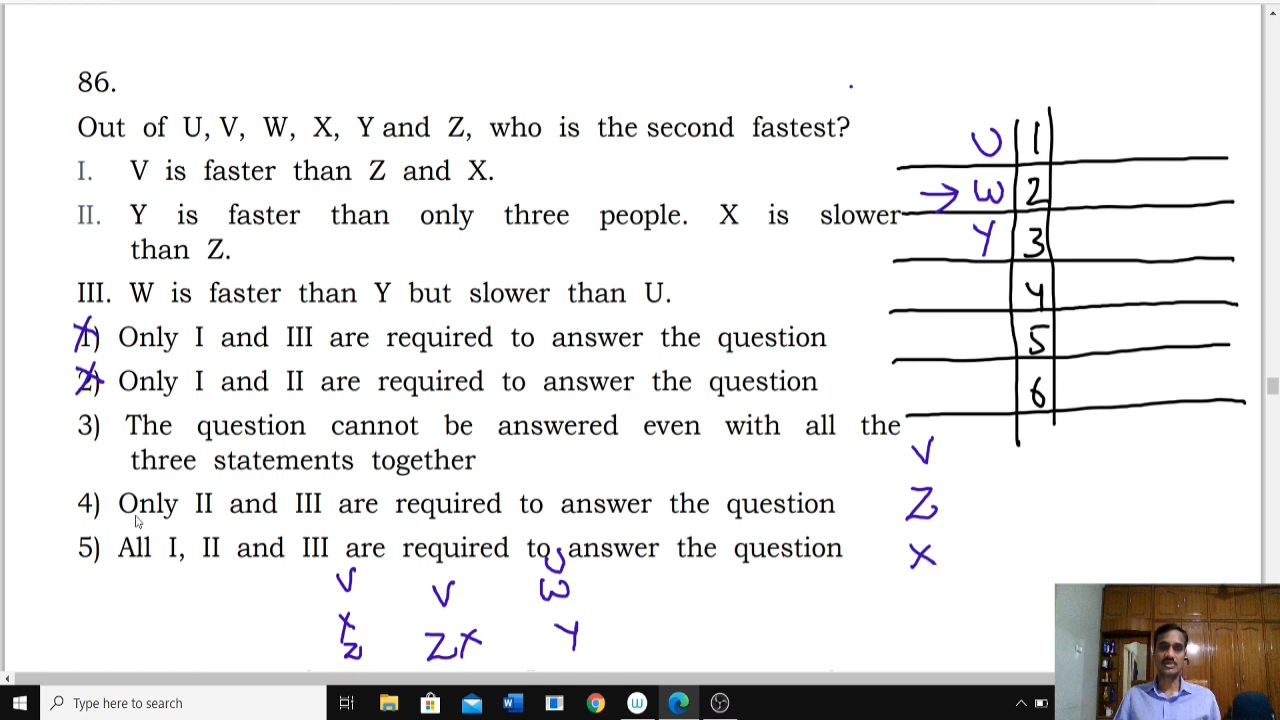 86.
Out of U, V, W, X, Y and Z, who is the second fastest?
I. V is faster than Z and X.
II. Y is faster than only three people. X is slower
than Z.
III. W is faster than Y but slower than U.
1) Only I and III are required to answer the question
2) Only I and II are required to answer the question
3) The question cannot be answered even with all the
three statements together
4) Only II and III are required to answer the question
5) All I, II and III are required to answer the question
U 1
→ W 2
Y 3
4
5
6
V
Z
X
V
X
Z
V
Z X
U
W
Y
Type here to search